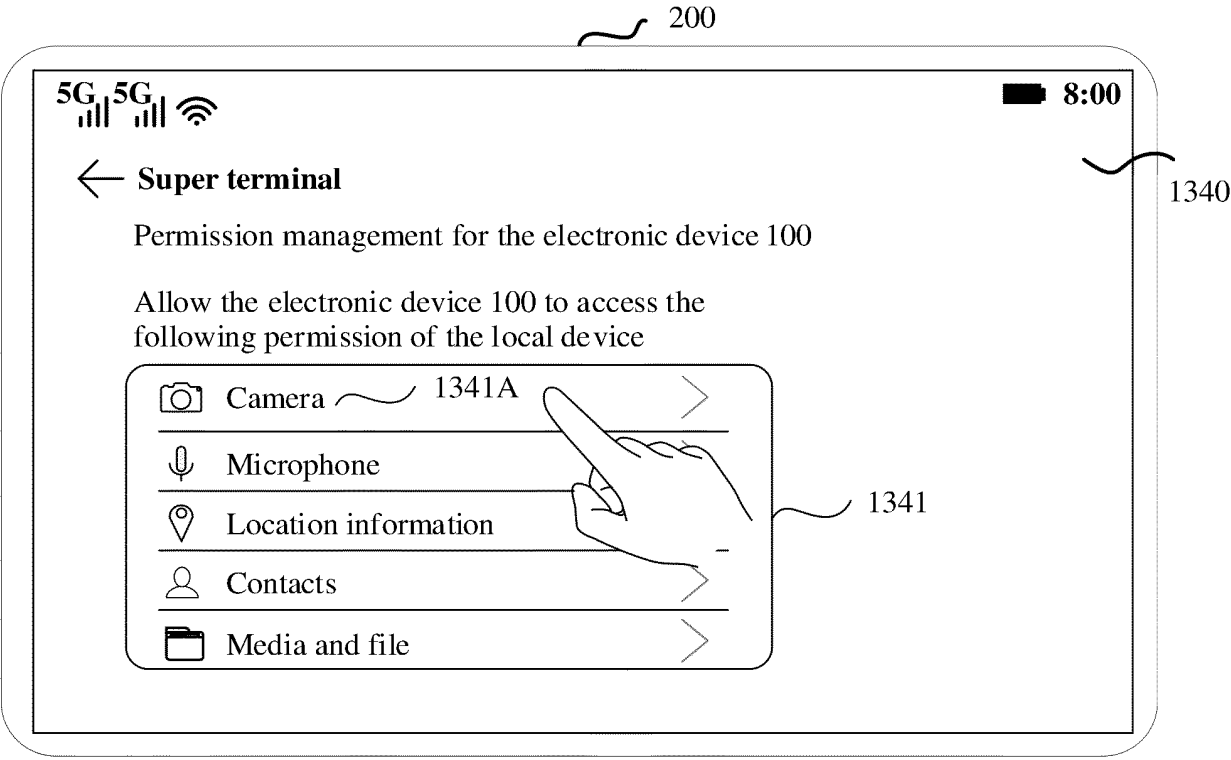 200
5G 5G 8:00
Super terminal
1340
Permission management for the electronic device 100
Allow the electronic device 100 to access the
following permission of the local device
Camera 1341A
Microphone
1341
Location information
Contacts
Media and file